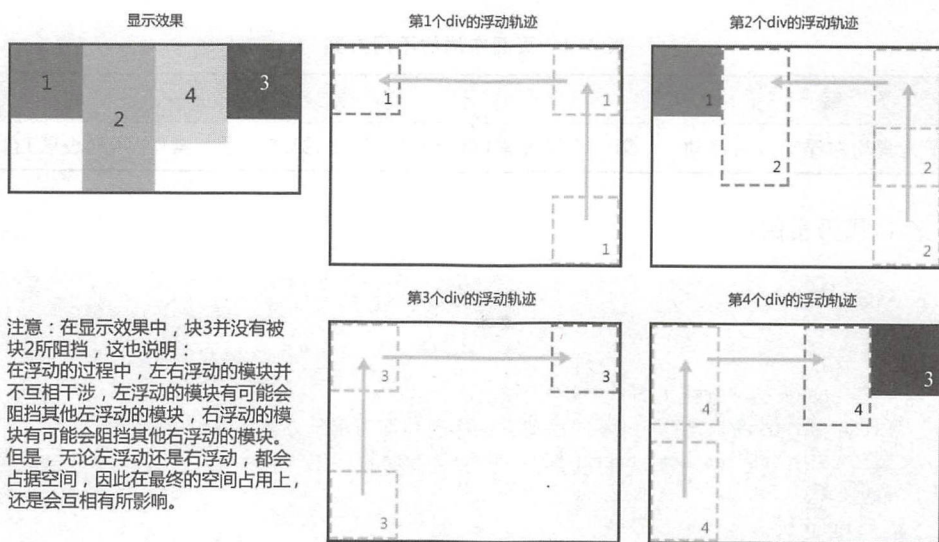 显示效果
1
2
4
3
第1个div的浮动轨迹
1
1
1
第2个div的浮动轨迹
1
2
2
2
注意：在显示效果中，块3并没有被
块2所阻挡，这也说明：
在浮动的过程中，左右浮动的模块并
不互相干涉，左浮动的模块有可能会
阻挡其他左浮动的模块，右浮动的模
块有可能会阻挡其他右浮动的模块。
但是，无论左浮动还是右浮动，都会
占据空间，因此在最终的空间占用上，
还是会互相有所影响。
第3个div的浮动轨迹
3
3
3
第4个div的浮动轨迹
4
4
3
4